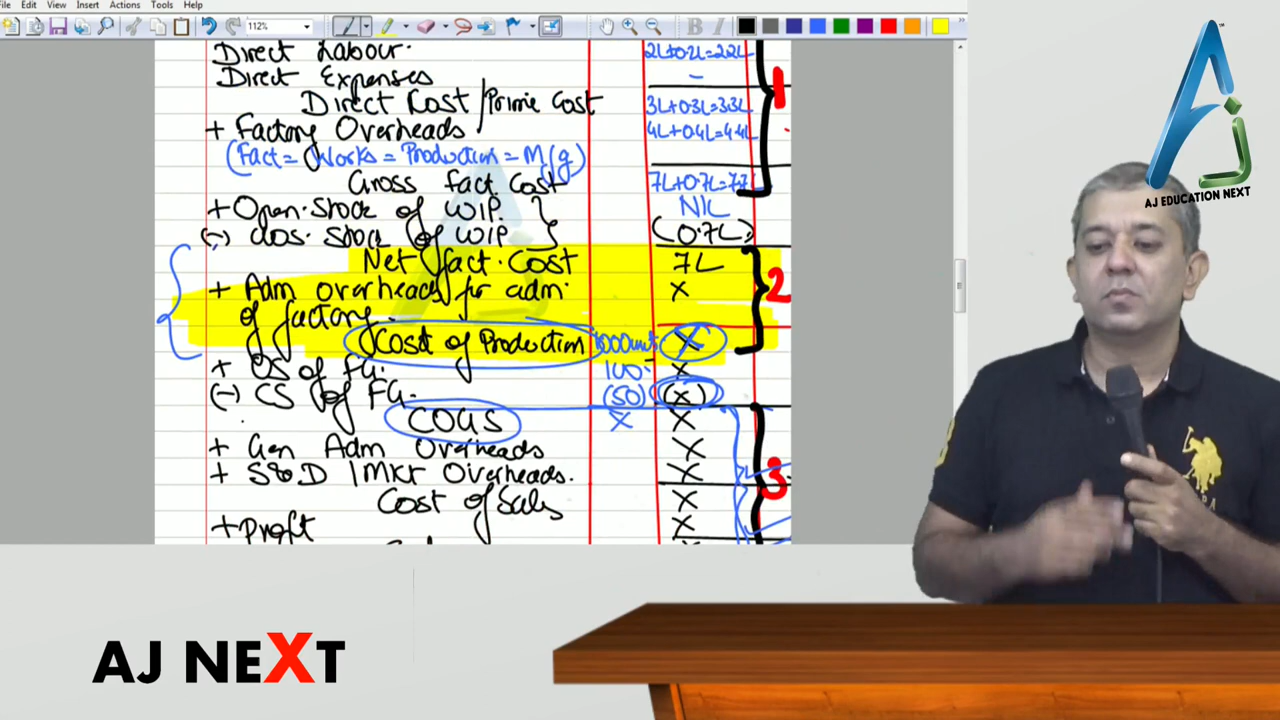 File Edit View Insert Actions Tools Help
112%
B I
Direct Labour. 2L+0.2L=2.2L
Direct Expenses -
Direct Cost / Prime Cost 3L+0.3L=3.3L
+ Factory Overheads 4L+0.4L=4.4L
(Fact = Works = Production = M/g)
Gross fact. Cost 7L+0.7L=7.7L
+ Open. Stock of WIP. NIL
(-) Clos. Stock of WIP (0.7L)
Net fact. Cost 7L
+ Adm overheads for adm. X
of factory.
Cost of Production 1000 unit X
+ OS of FG. 100 X
(-) CS of FG. (50) (X)
COGS X X
+ Gen Adm Overheads X
+ S&D / Mkt Overheads. X
Cost of Sales X
+ Profit X
1
2
3
AJ EDUCATION NEXT
U.S. POLO
AJ NEXT